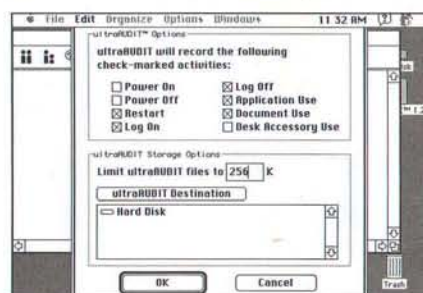 File Edit Organize Options Windows 11 32 AM
ultraAUDIT™ Options
ultraAUDIT will record the following
check-marked activities:
Power On Log Off
Power Off Application Use
Restart Document Use
Log On Desk Accessory Use
ultraAUDIT Storage Options
Limit ultraAUDIT files to 256 K
ultraAUDIT Destination
Hard Disk
OK Cancel
Trash